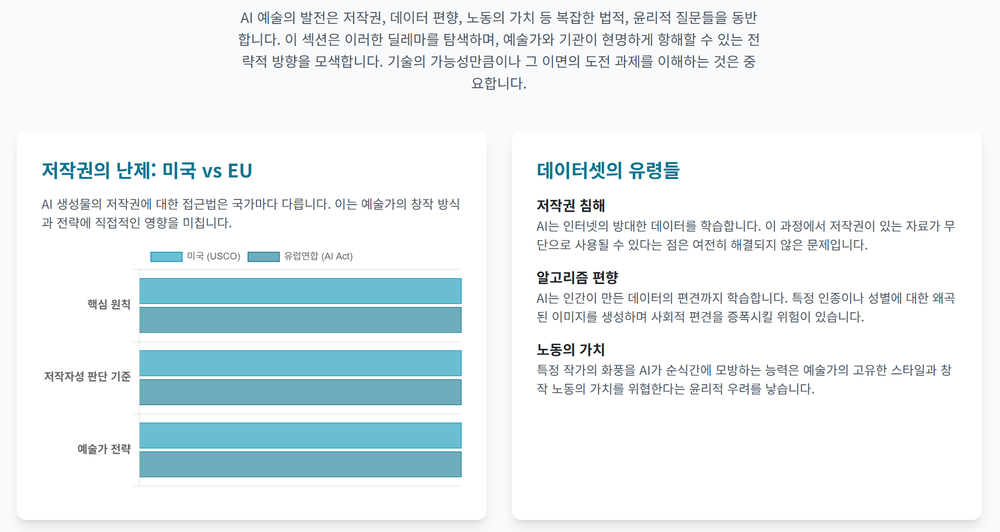 AI 예술의 발전은 저작권, 데이터 편향, 노동의 가치 등 복잡한 법적, 윤리적 질문들을 동반
합니다. 이 섹션은 이러한 딜레마를 탐색하며, 예술가와 기관이 현명하게 항해할 수 있는 전
략적 방향을 모색합니다. 기술의 가능성만큼이나 그 이면의 도전 과제를 이해하는 것은 중
요합니다.
저작권의 난제: 미국 vs EU
AI 생성물의 저작권에 대한 접근법은 국가마다 다릅니다. 이는 예술가의 창작 방식
과 전략에 직접적인 영향을 미칩니다.
미국 (USCO) 유럽연합 (AI Act)
핵심 원칙
저작자성 판단 기준
예술가 전략
데이터셋의 유령들
저작권 침해
AI는 인터넷의 방대한 데이터를 학습합니다. 이 과정에서 저작권이 있는 자료가 무
단으로 사용될 수 있다는 점은 여전히 해결되지 않은 문제입니다.
알고리즘 편향
AI는 인간이 만든 데이터의 편견까지 학습합니다. 특정 인종이나 성별에 대한 왜곡
된 이미지를 생성하며 사회적 편견을 증폭시킬 위험이 있습니다.
노동의 가치
특정 작가의 화풍을 AI가 순식간에 모방하는 능력은 예술가의 고유한 스타일과 창
작 노동의 가치를 위협한다는 윤리적 우려를 낳습니다.